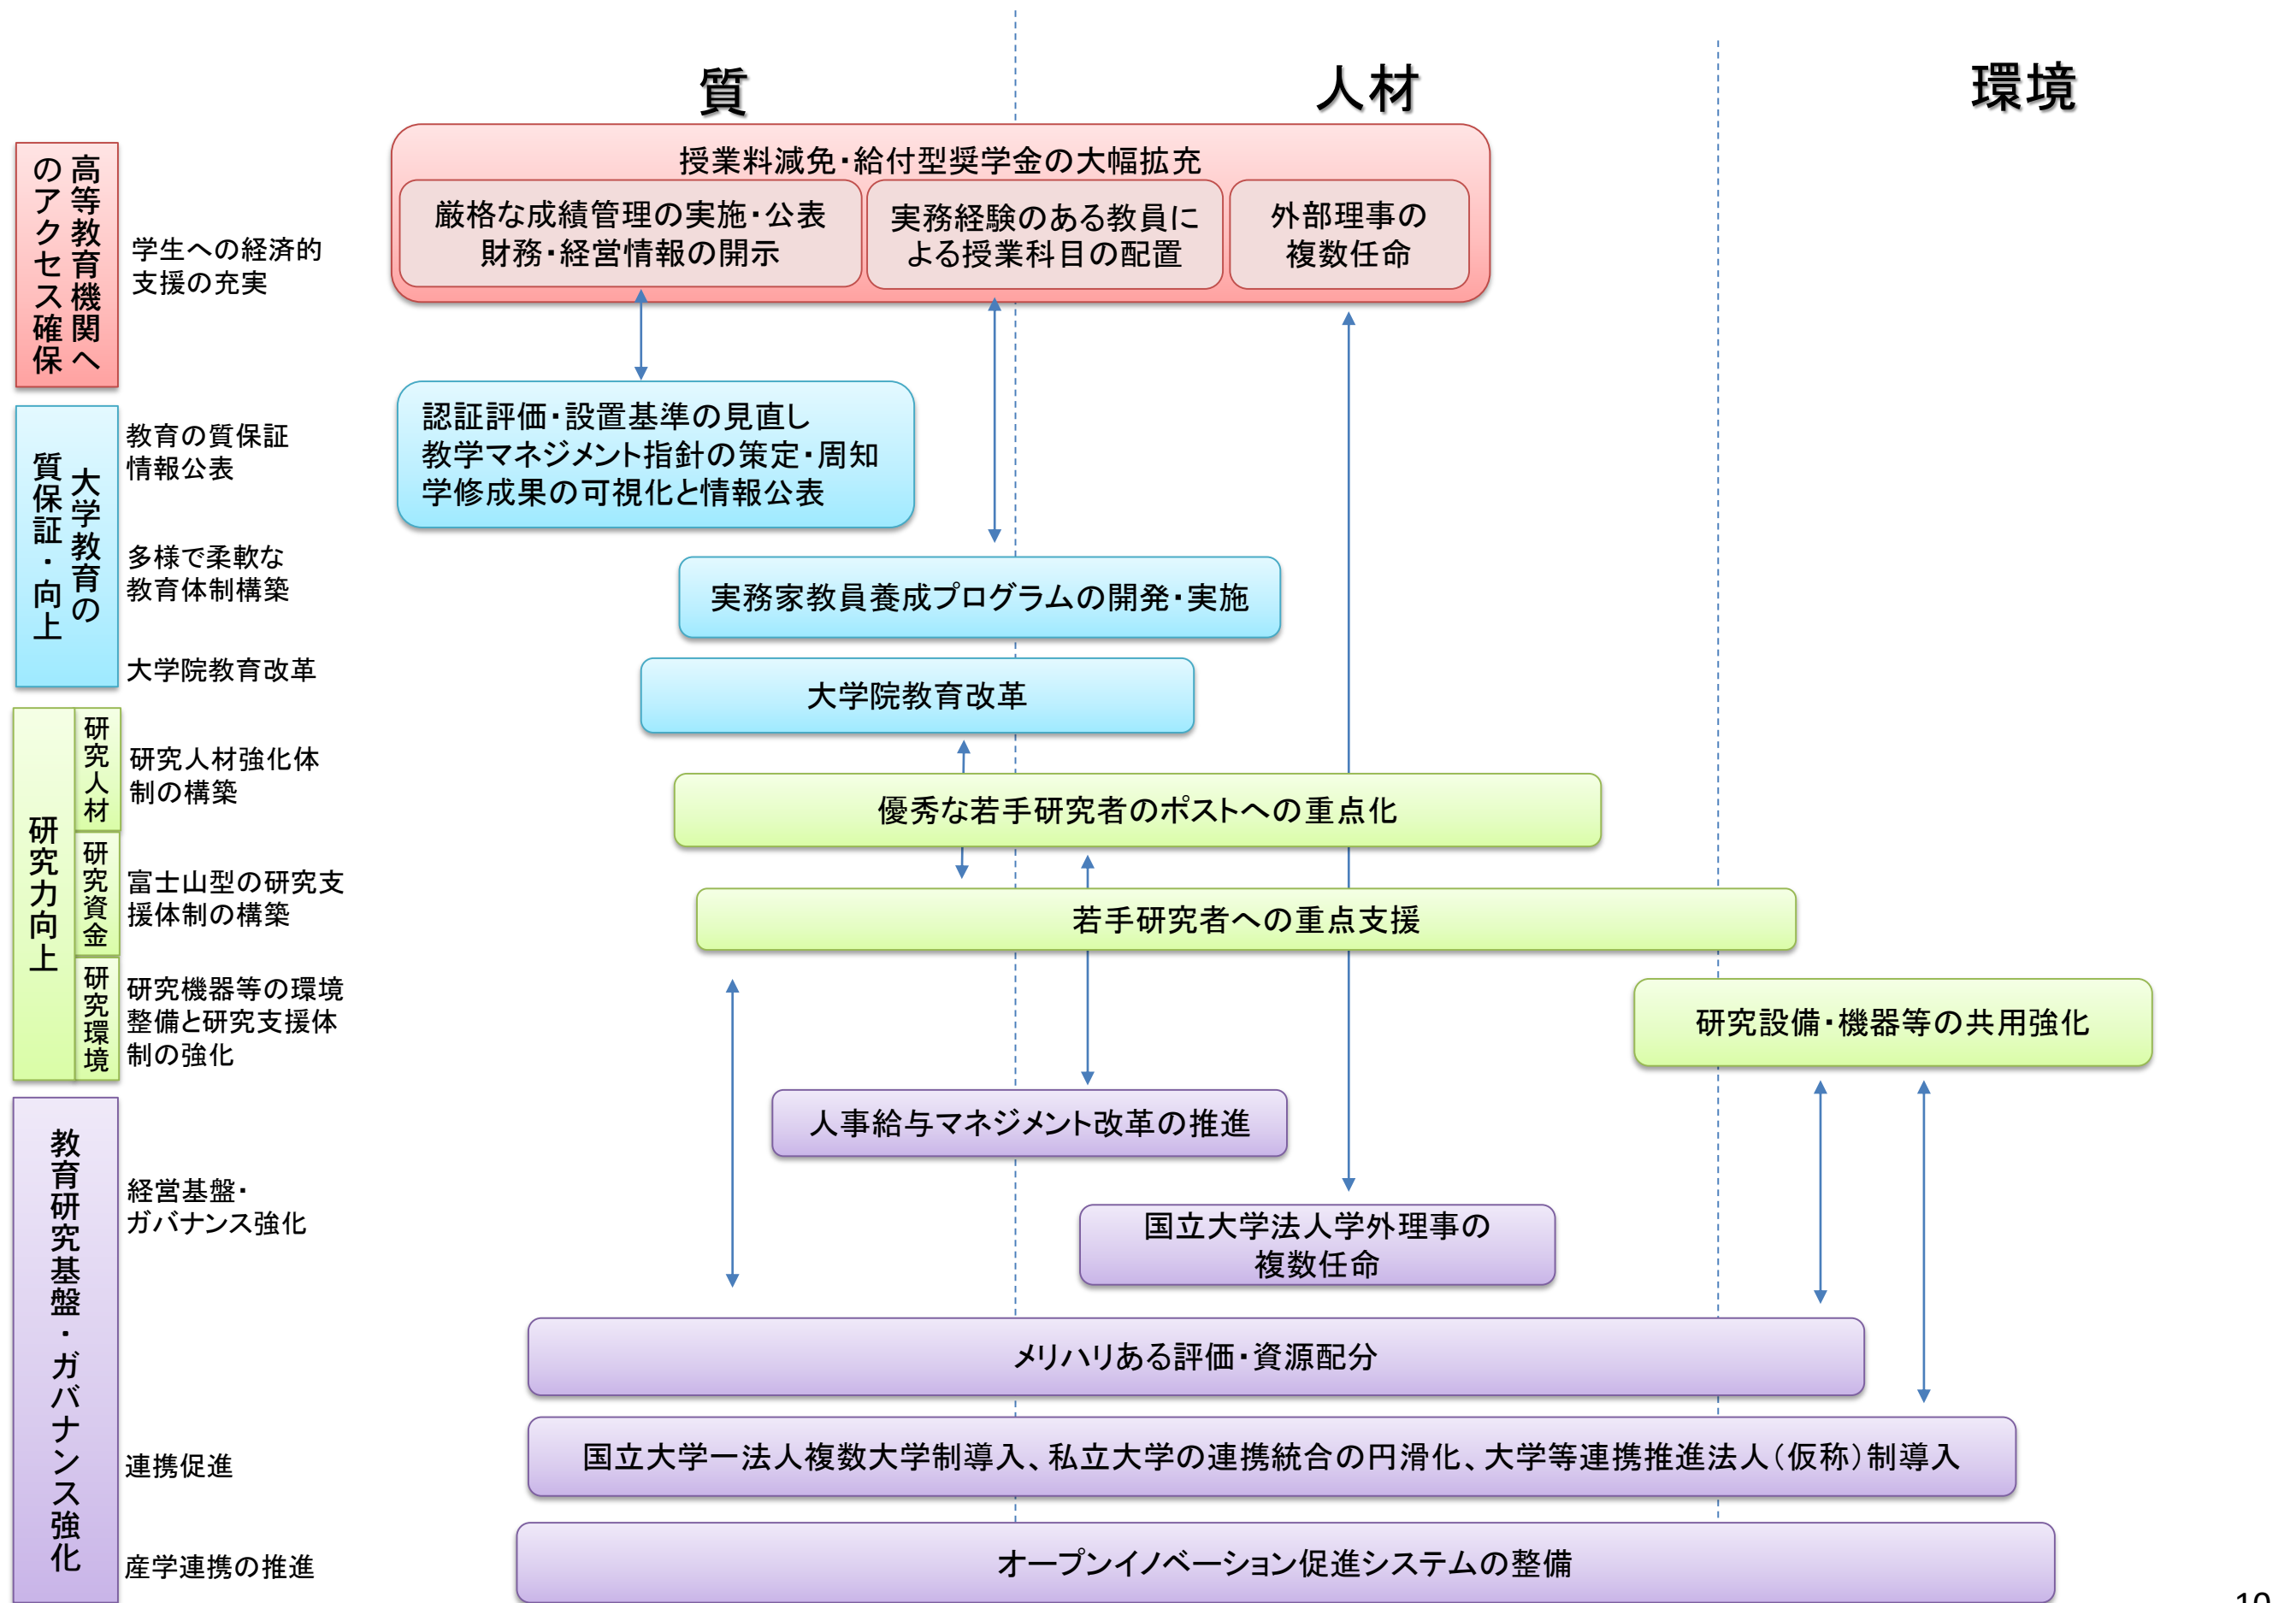 質
人材
環境
高等教育機関へ
のアクセス確保
学生への経済的
支援の充実
授業料減免・給付型奨学金の大幅拡充
厳格な成績管理の実施・公表
財務・経営情報の開示
実務経験のある教員に
よる授業科目の配置
外部理事の
複数任命
大学教育の
質保証・向上
教育の質保証
情報公表
認証評価・設置基準の見直し
教学マネジメント指針の策定・周知
学修成果の可視化と情報公表
多様で柔軟な
教育体制構築
実務家教員養成プログラムの開発・実施
大学院教育改革
大学院教育改革
研究力向上
研究人材
研究人材強化体
制の構築
優秀な若手研究者のポストへの重点化
研究資金
富士山型の研究支
援体制の構築
若手研究者への重点支援
研究環境
研究機器等の環境
整備と研究支援体
制の強化
研究設備・機器等の共用強化
教育研究基盤・ガバナンス強化
人事給与マネジメント改革の推進
経営基盤・
ガバナンス強化
国立大学法人学外理事の
複数任命
メリハリある評価・資源配分
連携促進
国立大学一法人複数大学制導入、私立大学の連携統合の円滑化、大学等連携推進法人（仮称）制導入
産学連携の推進
オープンイノベーション促進システムの整備
10